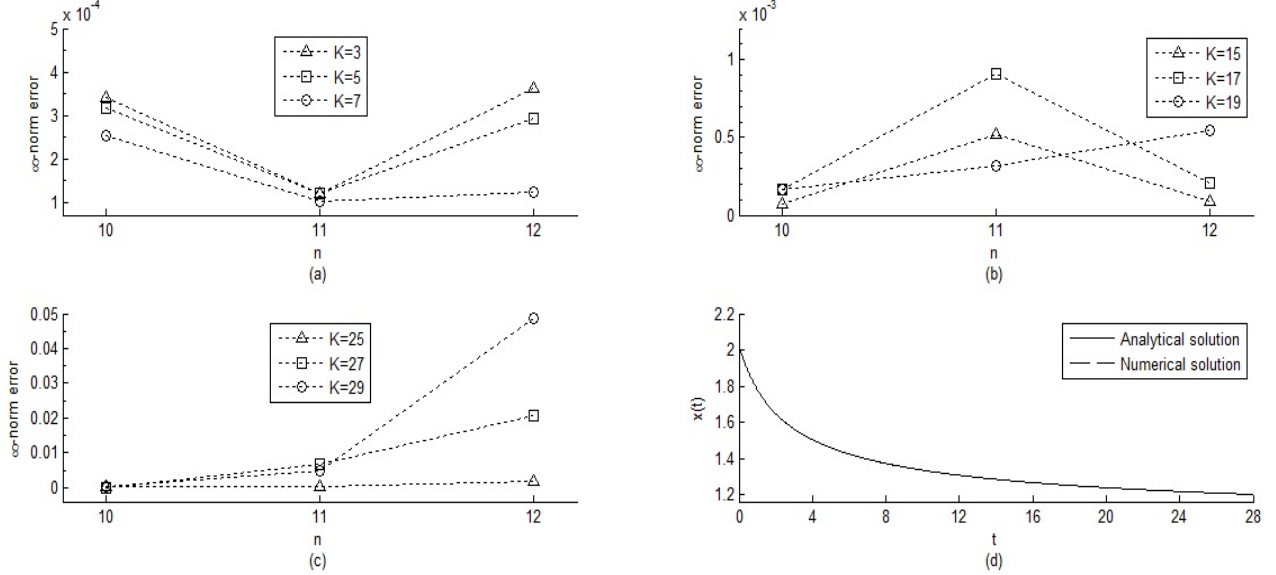 x 10⁻⁴
5
4
3
2
1
∞-norm error
K=3
K=5
K=7
10 11 12
n
(a)
x 10⁻³
1
0.5
0
∞-norm error
K=15
K=17
K=19
10 11 12
n
(b)
0.05
0.04
0.03
0.02
0.01
0
∞-norm error
K=25
K=27
K=29
10 11 12
n
(c)
2.2
2
1.8
1.6
1.4
1.2
x(t)
Analytical solution
Numerical solution
0 4 8 12 16 20 24 28
t
(d)